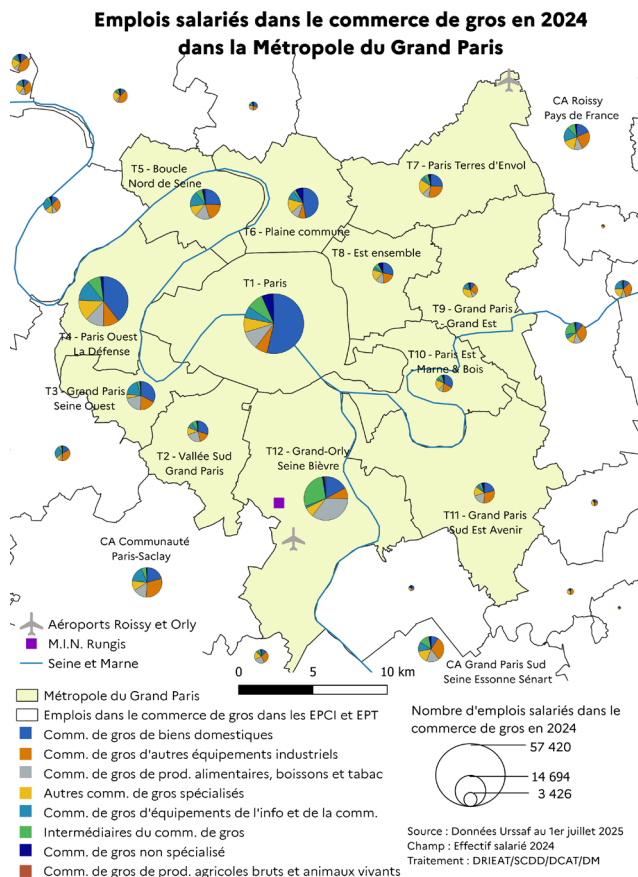 Emplois salariés dans le commerce de gros en 2024
dans la Métropole du Grand Paris
CA Roissy
Pays de France
T5 - Boucle
Nord de Seine
T7 - Paris Terres d'Envol
T6 - Plaine commune
T8 - Est ensemble
T1 - Paris
T9 - Grand Paris
Grand Est
T4 - Paris Ouest
La Défense
T10 - Paris Est
Marne & Bois
T3 - Grand Paris
Seine Ouest
T2 - Vallée Sud
Grand Paris
T12 - Grand-Orly
Seine Bièvre
T11 - Grand Paris
Sud Est Avenir
CA Communauté
Paris-Saclay
CA Grand Paris Sud
Seine Essonne Sénart
Aéroports Roissy et Orly
M.I.N. Rungis
Seine et Marne
0 5 10 km
Métropole du Grand Paris
Emplois dans le commerce de gros dans les EPCI et EPT
Comm. de gros de biens domestiques
Comm. de gros d'autres équipements industriels
Comm. de gros de prod. alimentaires, boissons et tabac
Autres comm. de gros spécialisés
Comm. de gros d'équipements de l'info et de la comm.
Intermédiaires du comm. de gros
Comm. de gros non spécialisé
Comm. de gros de prod. agricoles bruts et animaux vivants
Nombre d'emplois salariés dans le
commerce de gros en 2024
57 420
14 694
3 426
Source : Données Urssaf au 1er juillet 2025
Champ : Effectif salarié 2024
Traitement : DRIEAT/SCDD/DCAT/DM